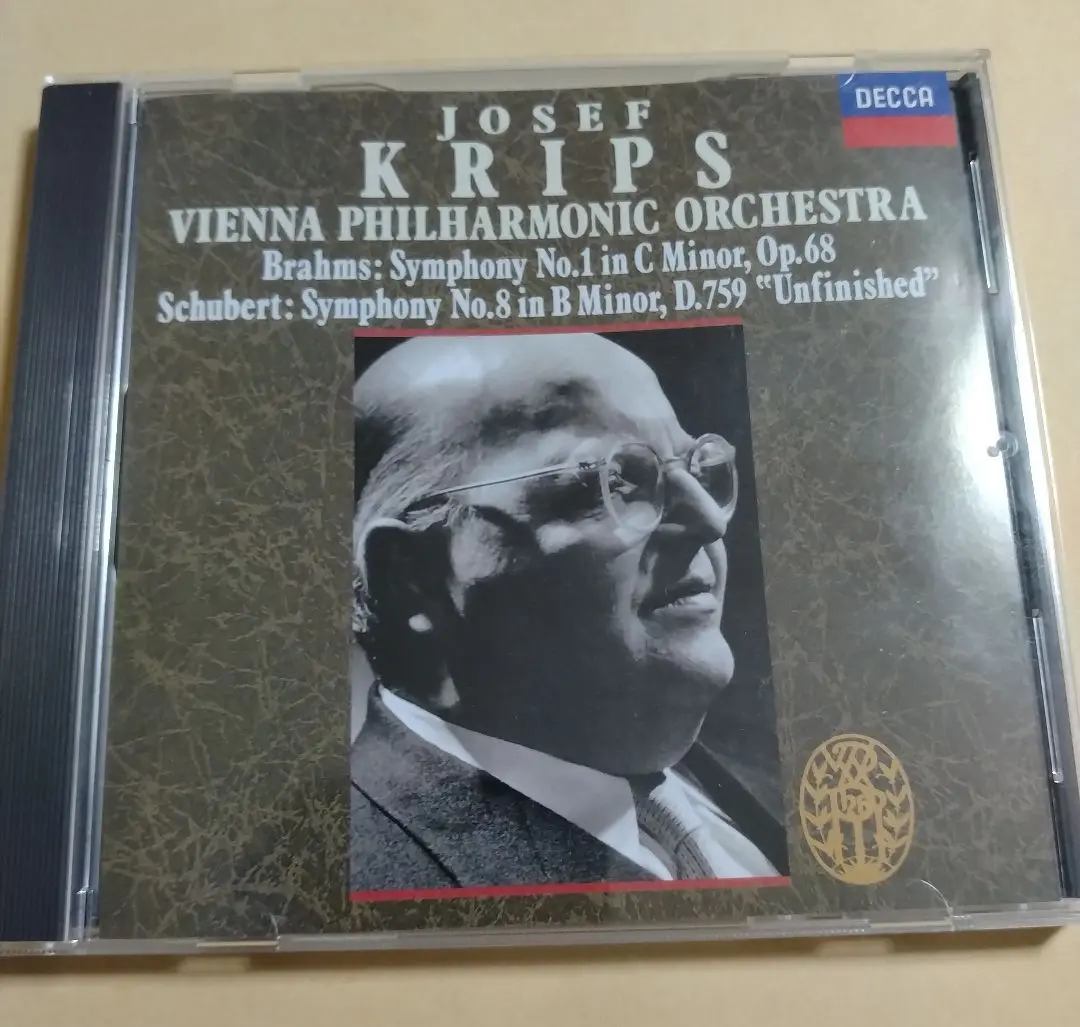 DECCA
JOSEF
KRIPS
VIENNA PHILHARMONIC ORCHESTRA
Brahms: Symphony No.1 in C Minor, Op.68
Schubert: Symphony No.8 in B Minor, D.759 “Unfinished”